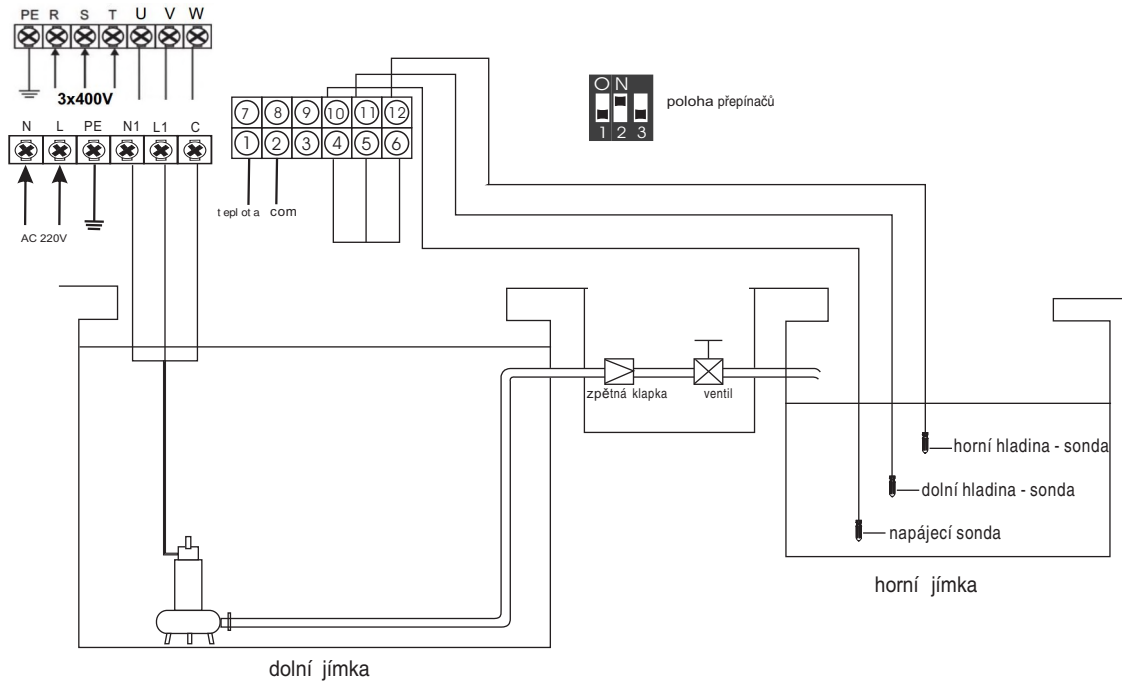 PE R S T U V W
3x400V
N L PE N1 L1 C
AC 220V
7 8 9 10 11 12
1 2 3 4 5 6
t epl ot a com
ON
1 2 3
poloha přepínačů
zpětná klapka
ventil
horní hladina - sonda
dolní hladina - sonda
napájecí sonda
horní jímka
dolní jímka